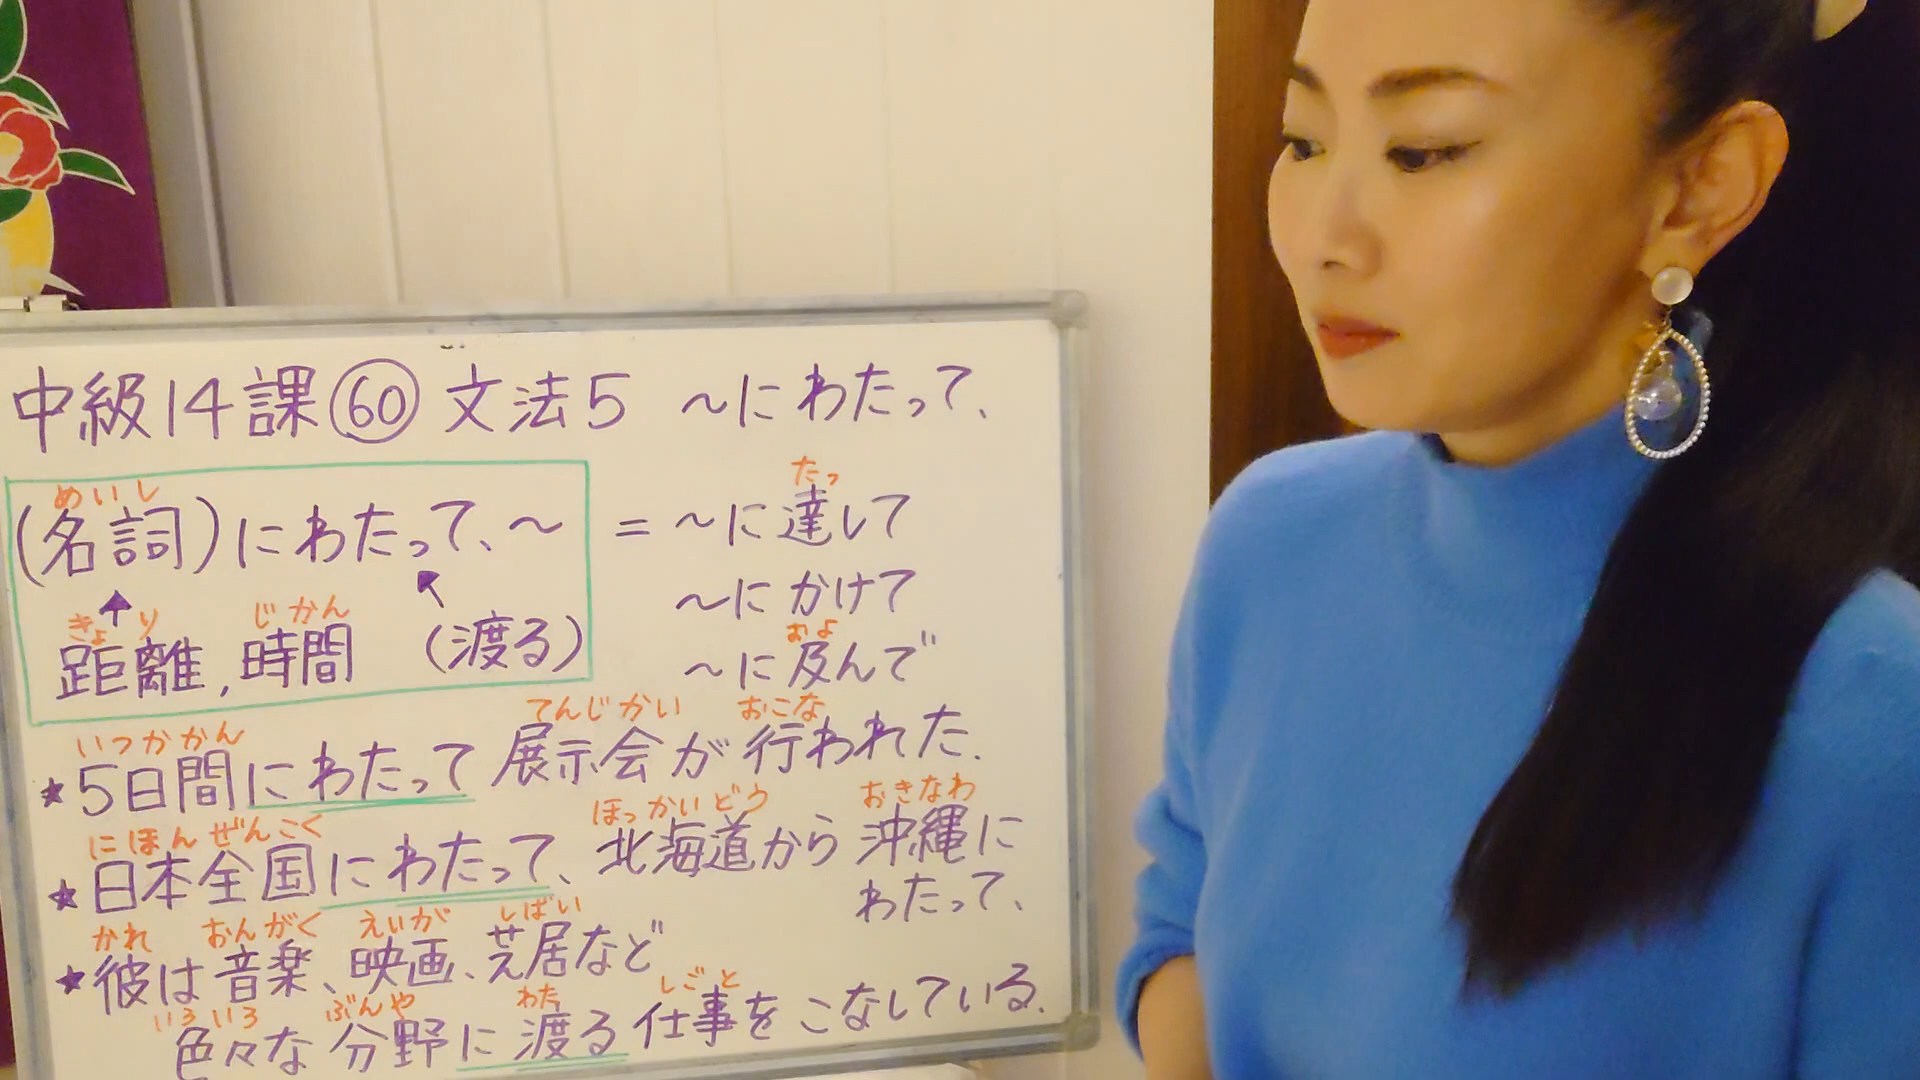 中級14課㊿ 文法5 ～にわたって、
めいし
(名詞)にわたって、～
きょり じかん
距離,時間 (渡る)
たっ
=～に達して
～にかけて
およ
～に及んで
いつかかん てんじかい おこな
★5日間にわたって 展示会が行われた.
にほんぜんこく ほっかいどう おきなわ
★日本全国にわたって、北海道から沖縄に
わたって、
かれ おんがく えいが しばい
★彼は音楽、映画、芝居など
いろいろ ぶんや わた しごと
色々な分野に渡る仕事をこなしている.